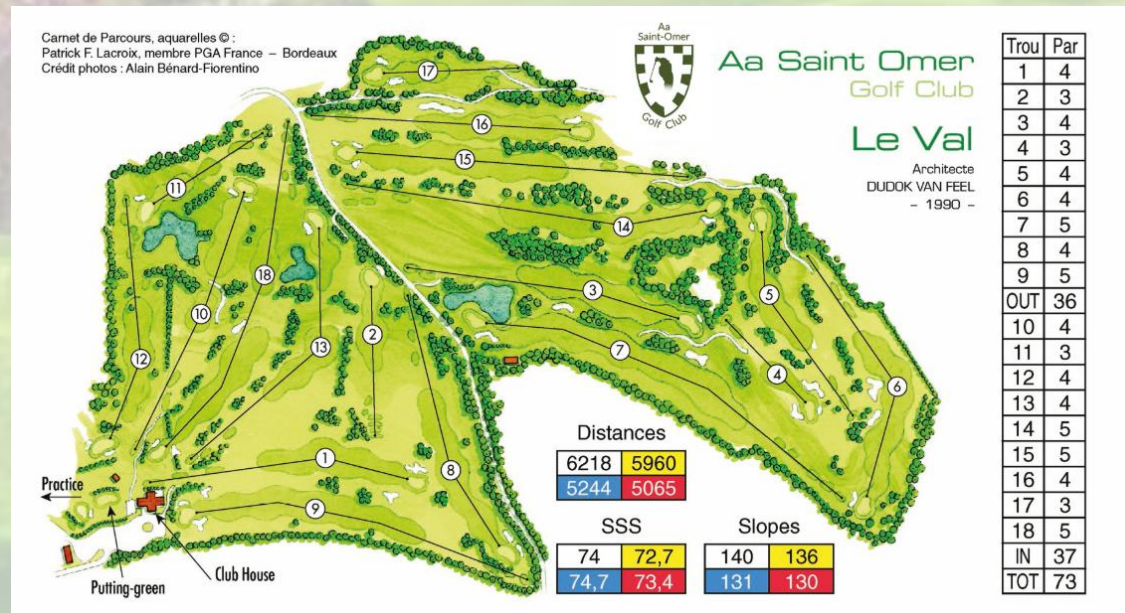 Carnet de Parcours, aquarelles © :
Patrick F. Lacroix, membre PGA France – Bordeaux
Crédit photos : Alain Bénard-Fiorentino
Aa
Saint-Omer
Golf Club
Aa Saint Omer
Golf Club
Le Val
Architecte
DUDOK VAN FEEL
- 1990 -
17
16
15
14
11
18
10
12
13
2
3
5
7
4
6
1
8
9
Practice
Club House
Putting-green
Distances
6218 5960
5244 5065
SSS
74 72,7
74,7 73,4
Slopes
140 136
131 130
Trou Par
1 4
2 3
3 4
4 3
5 4
6 4
7 5
8 4
9 5
OUT 36
10 4
11 3
12 4
13 4
14 5
15 5
16 4
17 3
18 5
IN 37
TOT 73